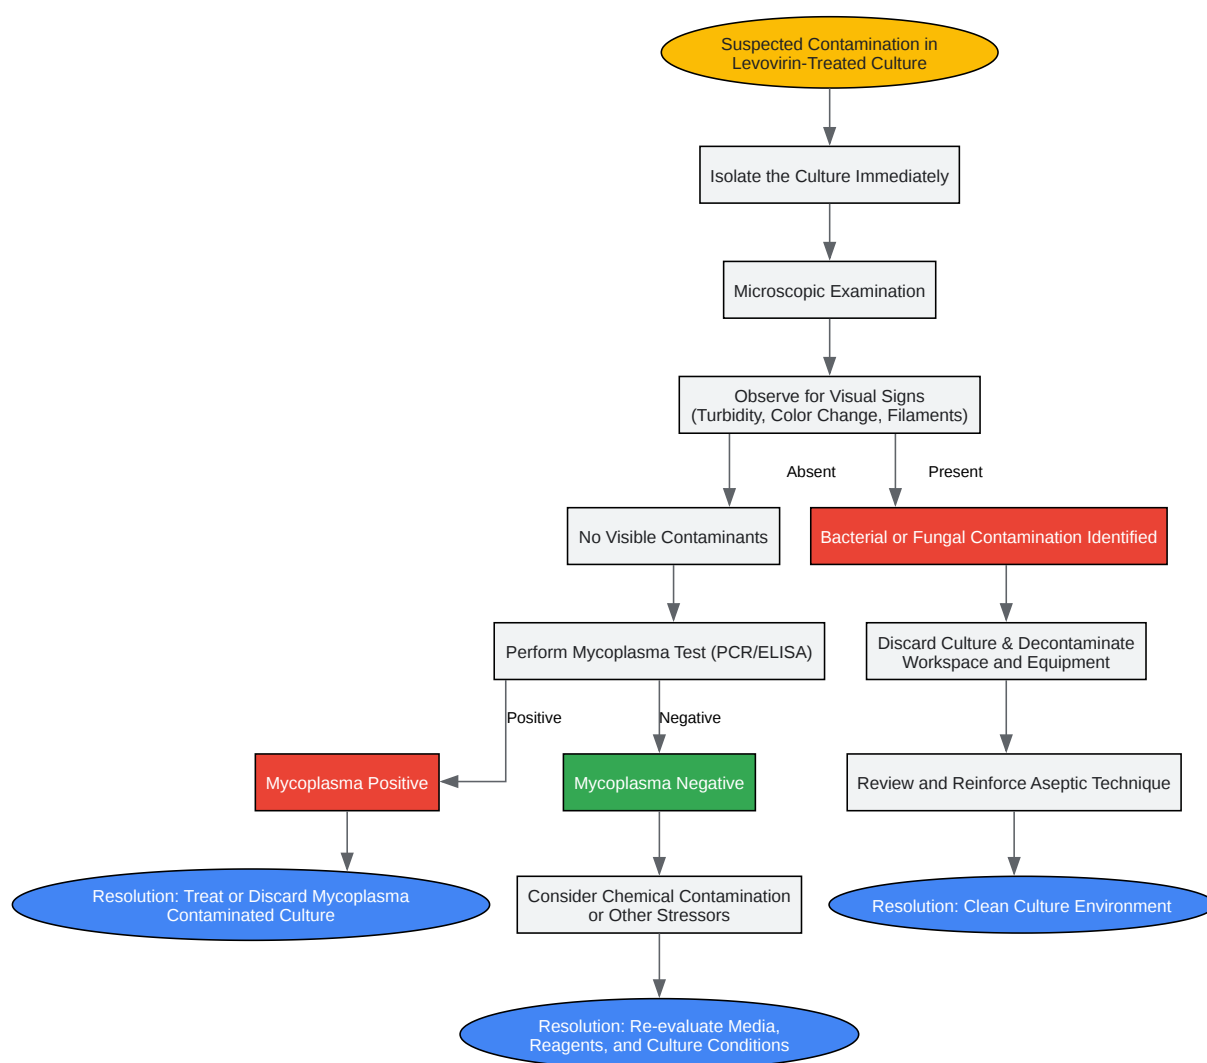 Suspected Contamination in
Levovirin-Treated Culture
Isolate the Culture Immediately
Microscopic Examination
Observe for Visual Signs
(Turbidity, Color Change, Filaments)
Absent
Present
No Visible Contaminants
Bacterial or Fungal Contamination Identified
Perform Mycoplasma Test (PCR/ELISA)
Discard Culture & Decontaminate
Workspace and Equipment
Positive
Negative
Mycoplasma Positive
Mycoplasma Negative
Review and Reinforce Aseptic Technique
Resolution: Treat or Discard Mycoplasma
Contaminated Culture
Consider Chemical Contamination
or Other Stressors
Resolution: Clean Culture Environment
Resolution: Re-evaluate Media,
Reagents, and Culture Conditions